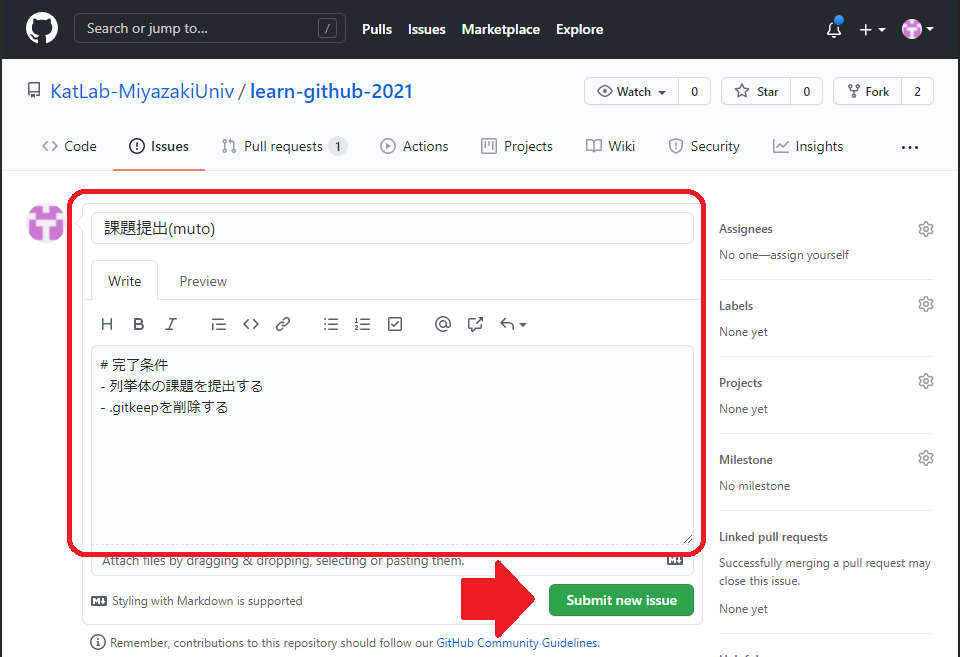 Search or jump to... /
Pulls Issues Marketplace Explore
KatLab-MiyazakiUniv / learn-github-2021
Watch 0 Star 0 Fork 2
Code Issues Pull requests 1 Actions Projects Wiki Security Insights ...
課題提出(muto)
Write Preview
H B I
# 完了条件
- 列挙体の課題を提出する
- .gitkeepを削除する
Attach files by dragging & dropping, selecting or pasting them.
Styling with Markdown is supported
Submit new issue
Remember, contributions to this repository should follow our GitHub Community Guidelines.
Assignees
No one—assign yourself
Labels
None yet
Projects
None yet
Milestone
No milestone
Linked pull requests
Successfully merging a pull request may
close this issue.
None yet